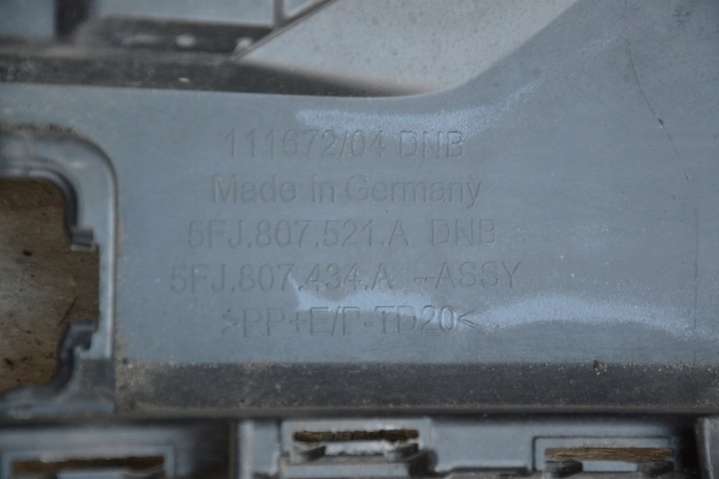 111672/04 DNB
Made in Germany
5FJ.807.521.A DNB
5FJ.807.434.A -ASSY
>PP+E/P-TD20<